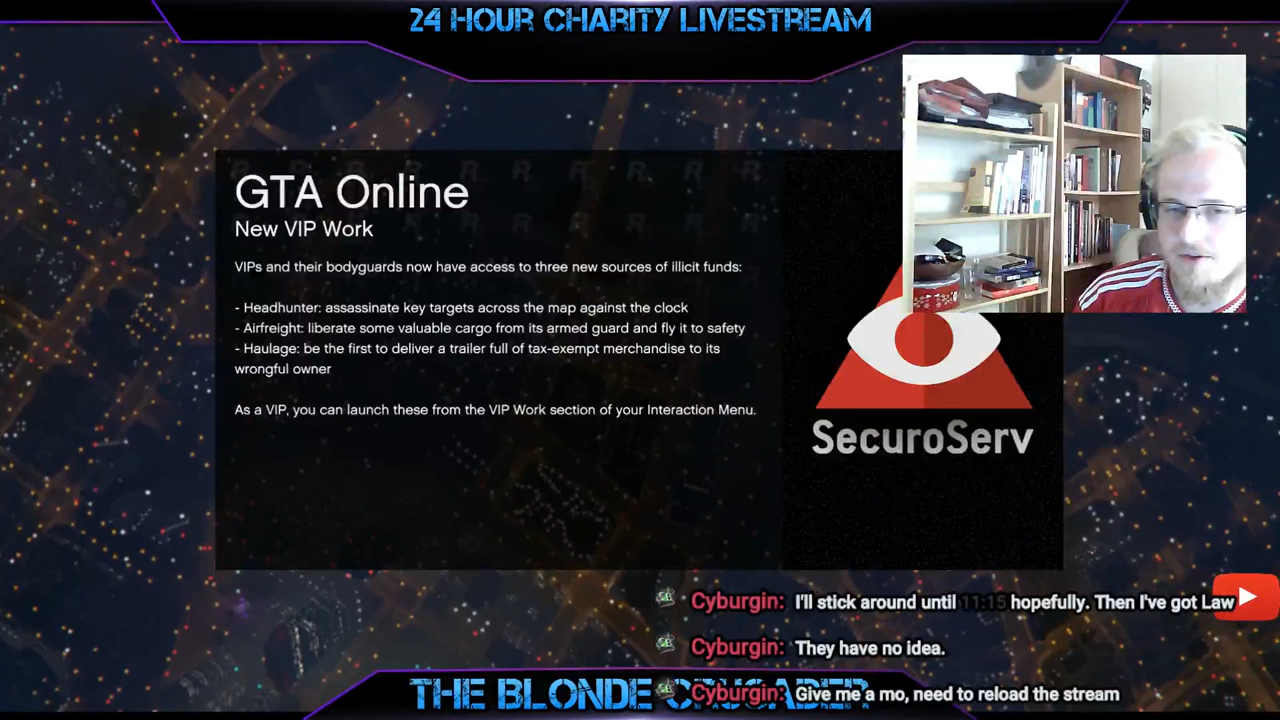 24 HOUR CHARITY LIVESTREAM
GTA Online
New VIP Work
VIPs and their bodyguards now have access to three new sources of illicit funds:
- Headhunter: assassinate key targets across the map against the clock
- Airfreight: liberate some valuable cargo from its armed guard and fly it to safety
- Haulage: be the first to deliver a trailer full of tax-exempt merchandise to its
wrongful owner
As a VIP, you can launch these from the VIP Work section of your Interaction Menu.
SecuroServ
Cyburgin: I'll stick around until 11:15 hopefully. Then I've got Law
Cyburgin: They have no idea.
Cyburgin: Give me a mo, need to reload the stream
THE BLONDE CRUSADER